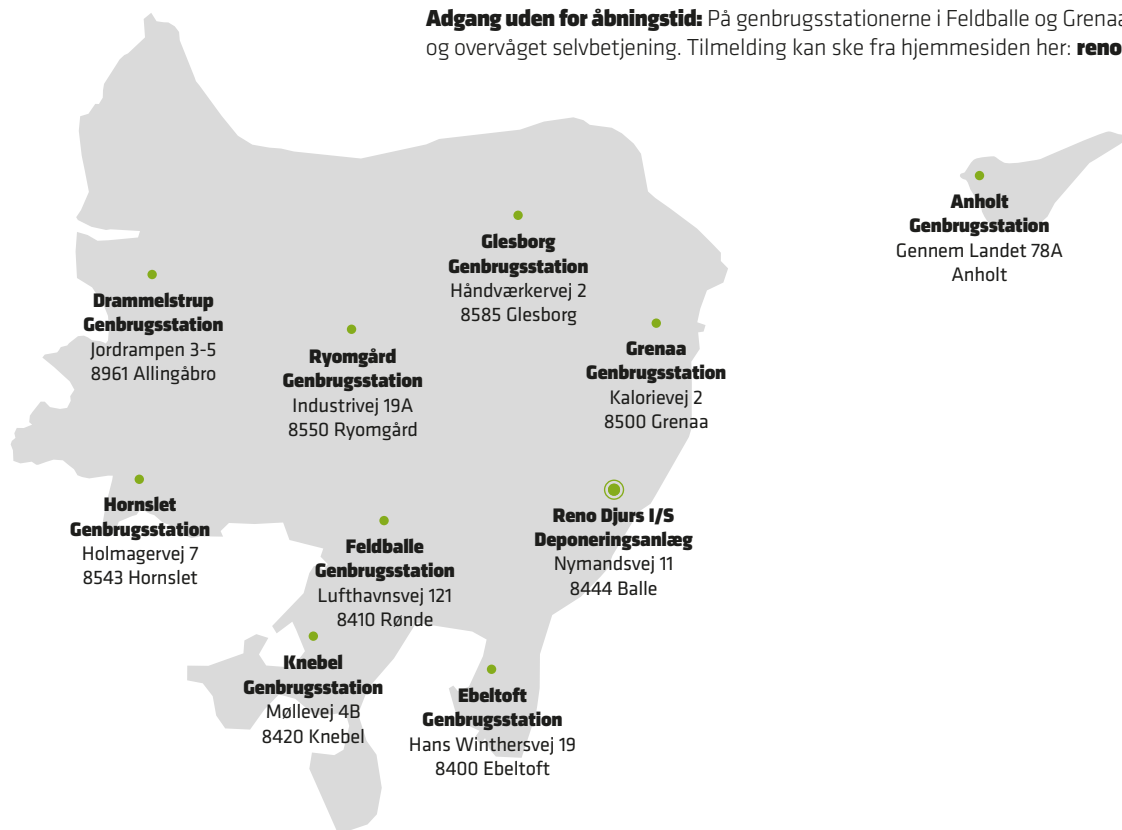 Adgang uden for åbningstid: På genbrugsstationerne i Feldballe og Grenaa
og overvåget selvbetjening. Tilmelding kan ske fra hjemmesiden her: reno
Anholt
Genbrugsstation
Gennem Landet 78A
Anholt
Glesborg
Genbrugsstation
Håndværkervej 2
8585 Glesborg
Drammelstrup
Genbrugsstation
Jordrampen 3-5
8961 Allingåbro
Ryomgård
Genbrugsstation
Industrivej 19A
8550 Ryomgård
Grenaa
Genbrugsstation
Kalorievej 2
8500 Grenaa
Hornslet
Genbrugsstation
Holmagervej 7
8543 Hornslet
Feldballe
Genbrugsstation
Lufthavnsvej 121
8410 Rønde
Reno Djurs I/S
Deponeringsanlæg
Nymandsvej 11
8444 Balle
Knebel
Genbrugsstation
Møllevej 4B
8420 Knebel
Ebeltoft
Genbrugsstation
Hans Winthersvej 19
8400 Ebeltoft